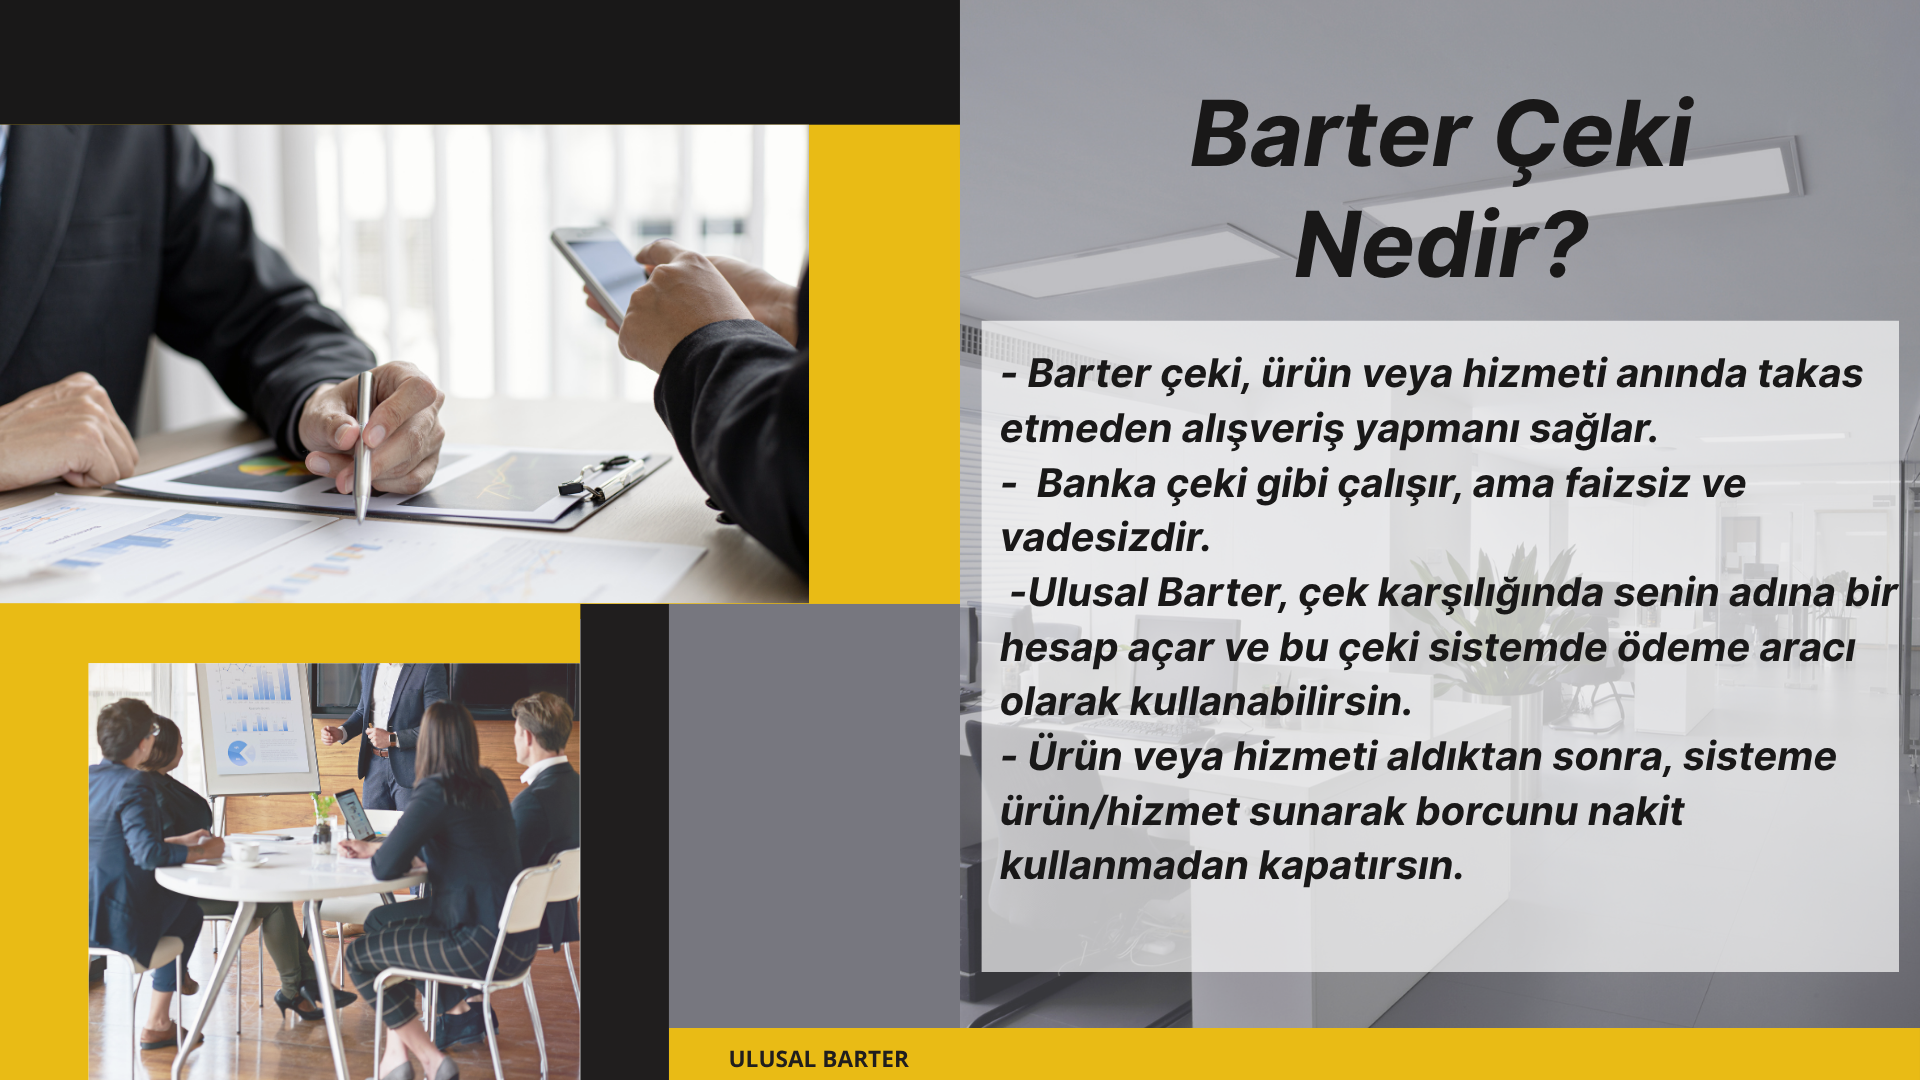 Barter Çeki
Nedir?
- Barter çeki, ürün veya hizmeti anında takas
etmeden alışveriş yapmanı sağlar.
-  Banka çeki gibi çalışır, ama faizsiz ve
vadesizdir.
-Ulusal Barter, çek karşılığında senin adına bir
hesap açar ve bu çeki sistemde ödeme aracı
olarak kullanabilirsin.
- Ürün veya hizmeti aldıktan sonra, sisteme
ürün/hizmet sunarak borcunu nakit
kullanmadan kapatırsın.
ULUSAL BARTER